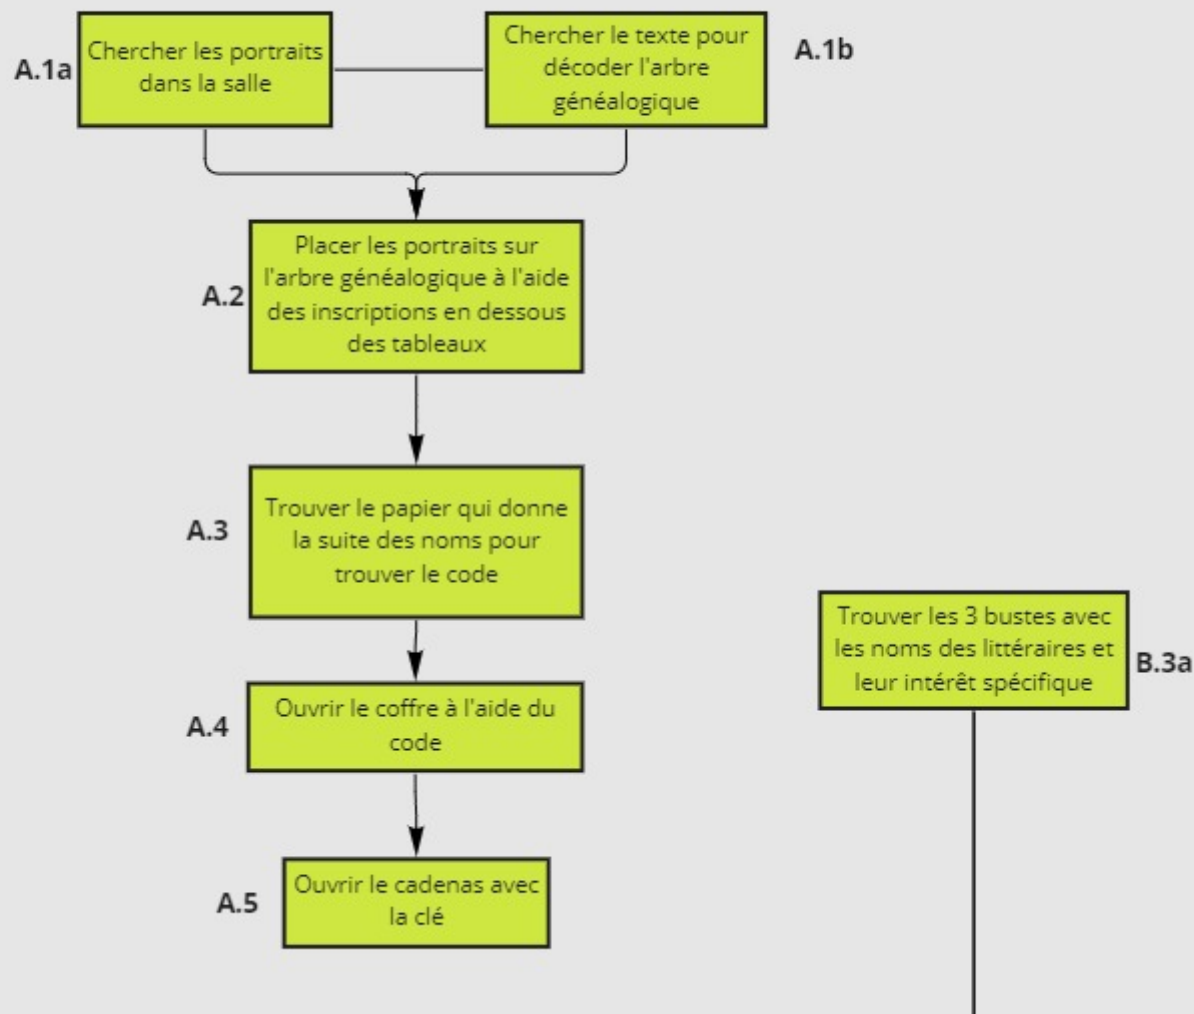 A.1a
Chercher les portraits
dans la salle
Chercher le texte pour
décoder l'arbre
généalogique
A.1b
A.2
Placer les portraits sur
l'arbre généalogique à l'aide
des inscriptions en dessous
des tableaux
A.3
Trouver le papier qui donne
la suite des noms pour
trouver le code
Trouver les 3 bustes avec
les noms des littéraires et
leur intérêt spécifique
B.3a
A.4
Ouvrir le coffre à l'aide du
code
A.5
Ouvrir le cadenas avec
la clé